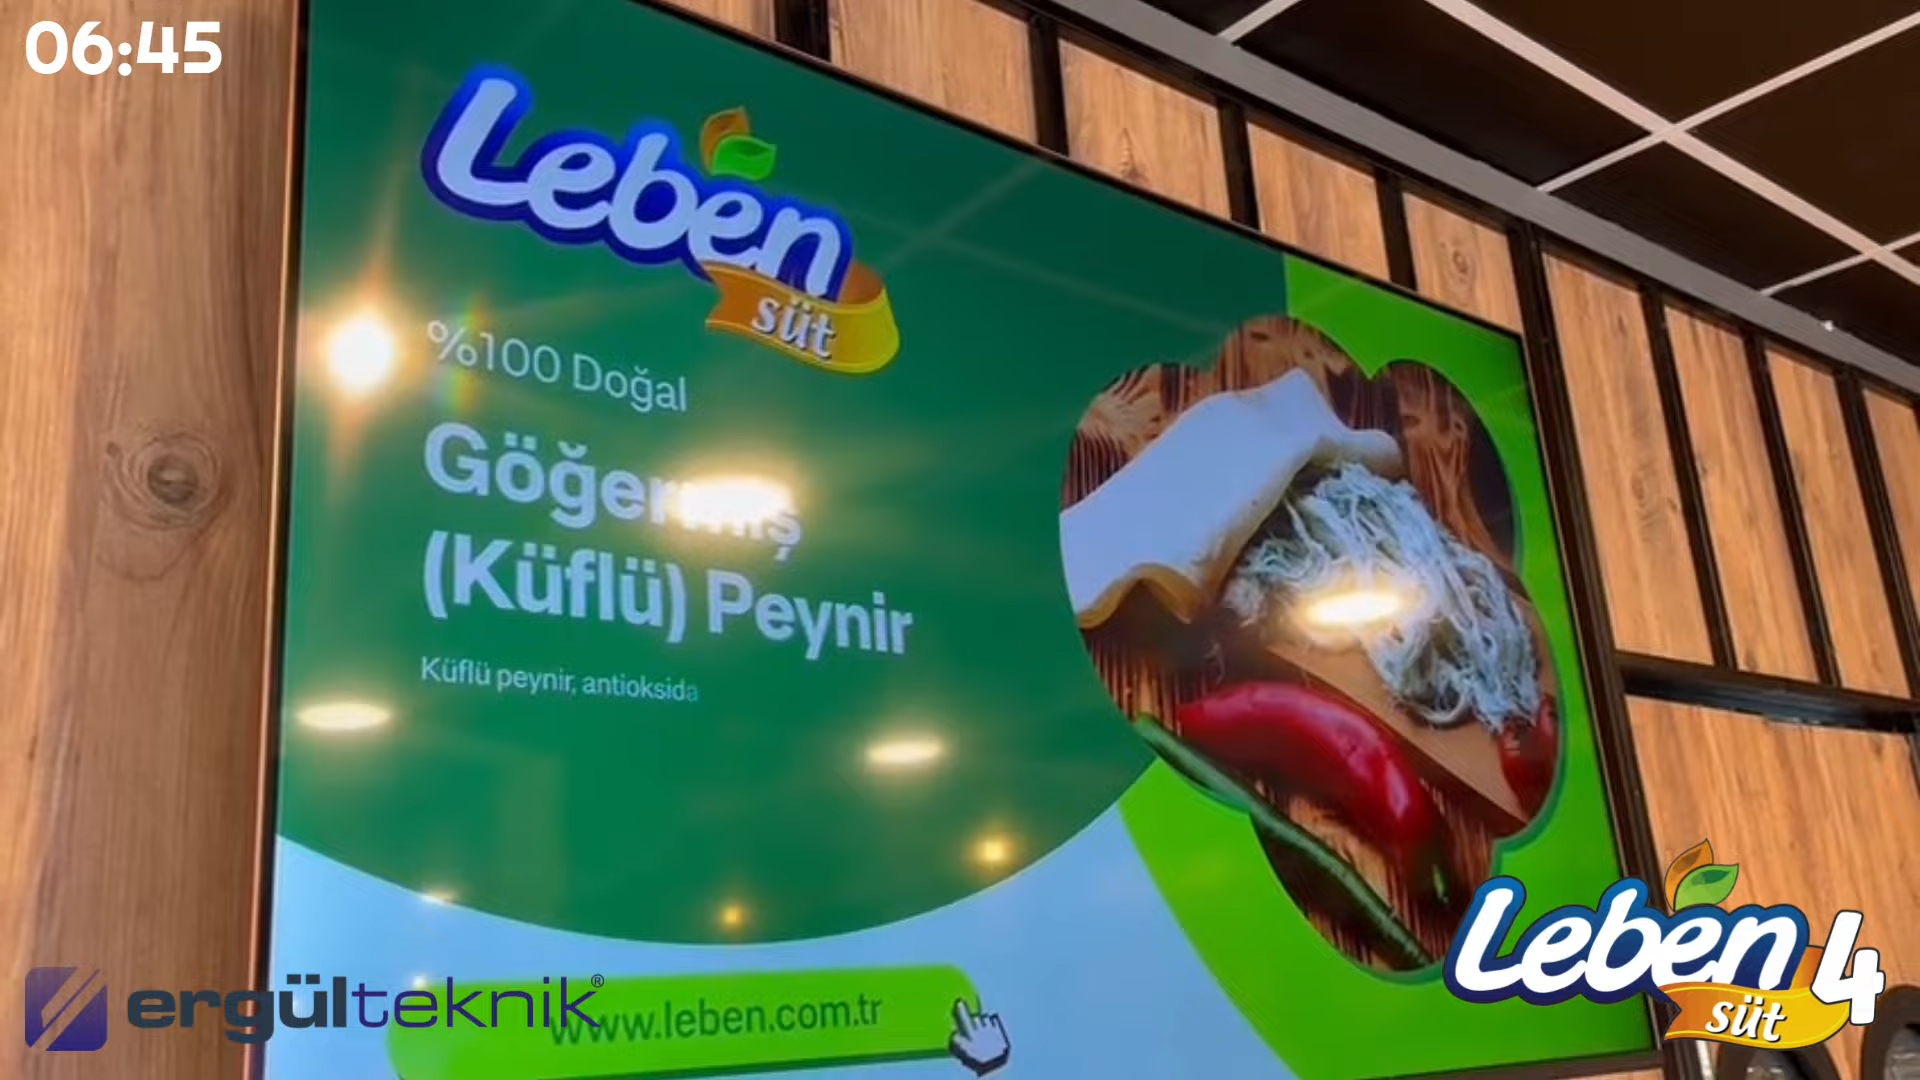 06:45
Leben
süt
%100 Doğal
Göğermiş
(Küflü) Peynir
Küflü peynir, antioksida
www.leben.com.tr
ergülteknik®
Leben 4
süt